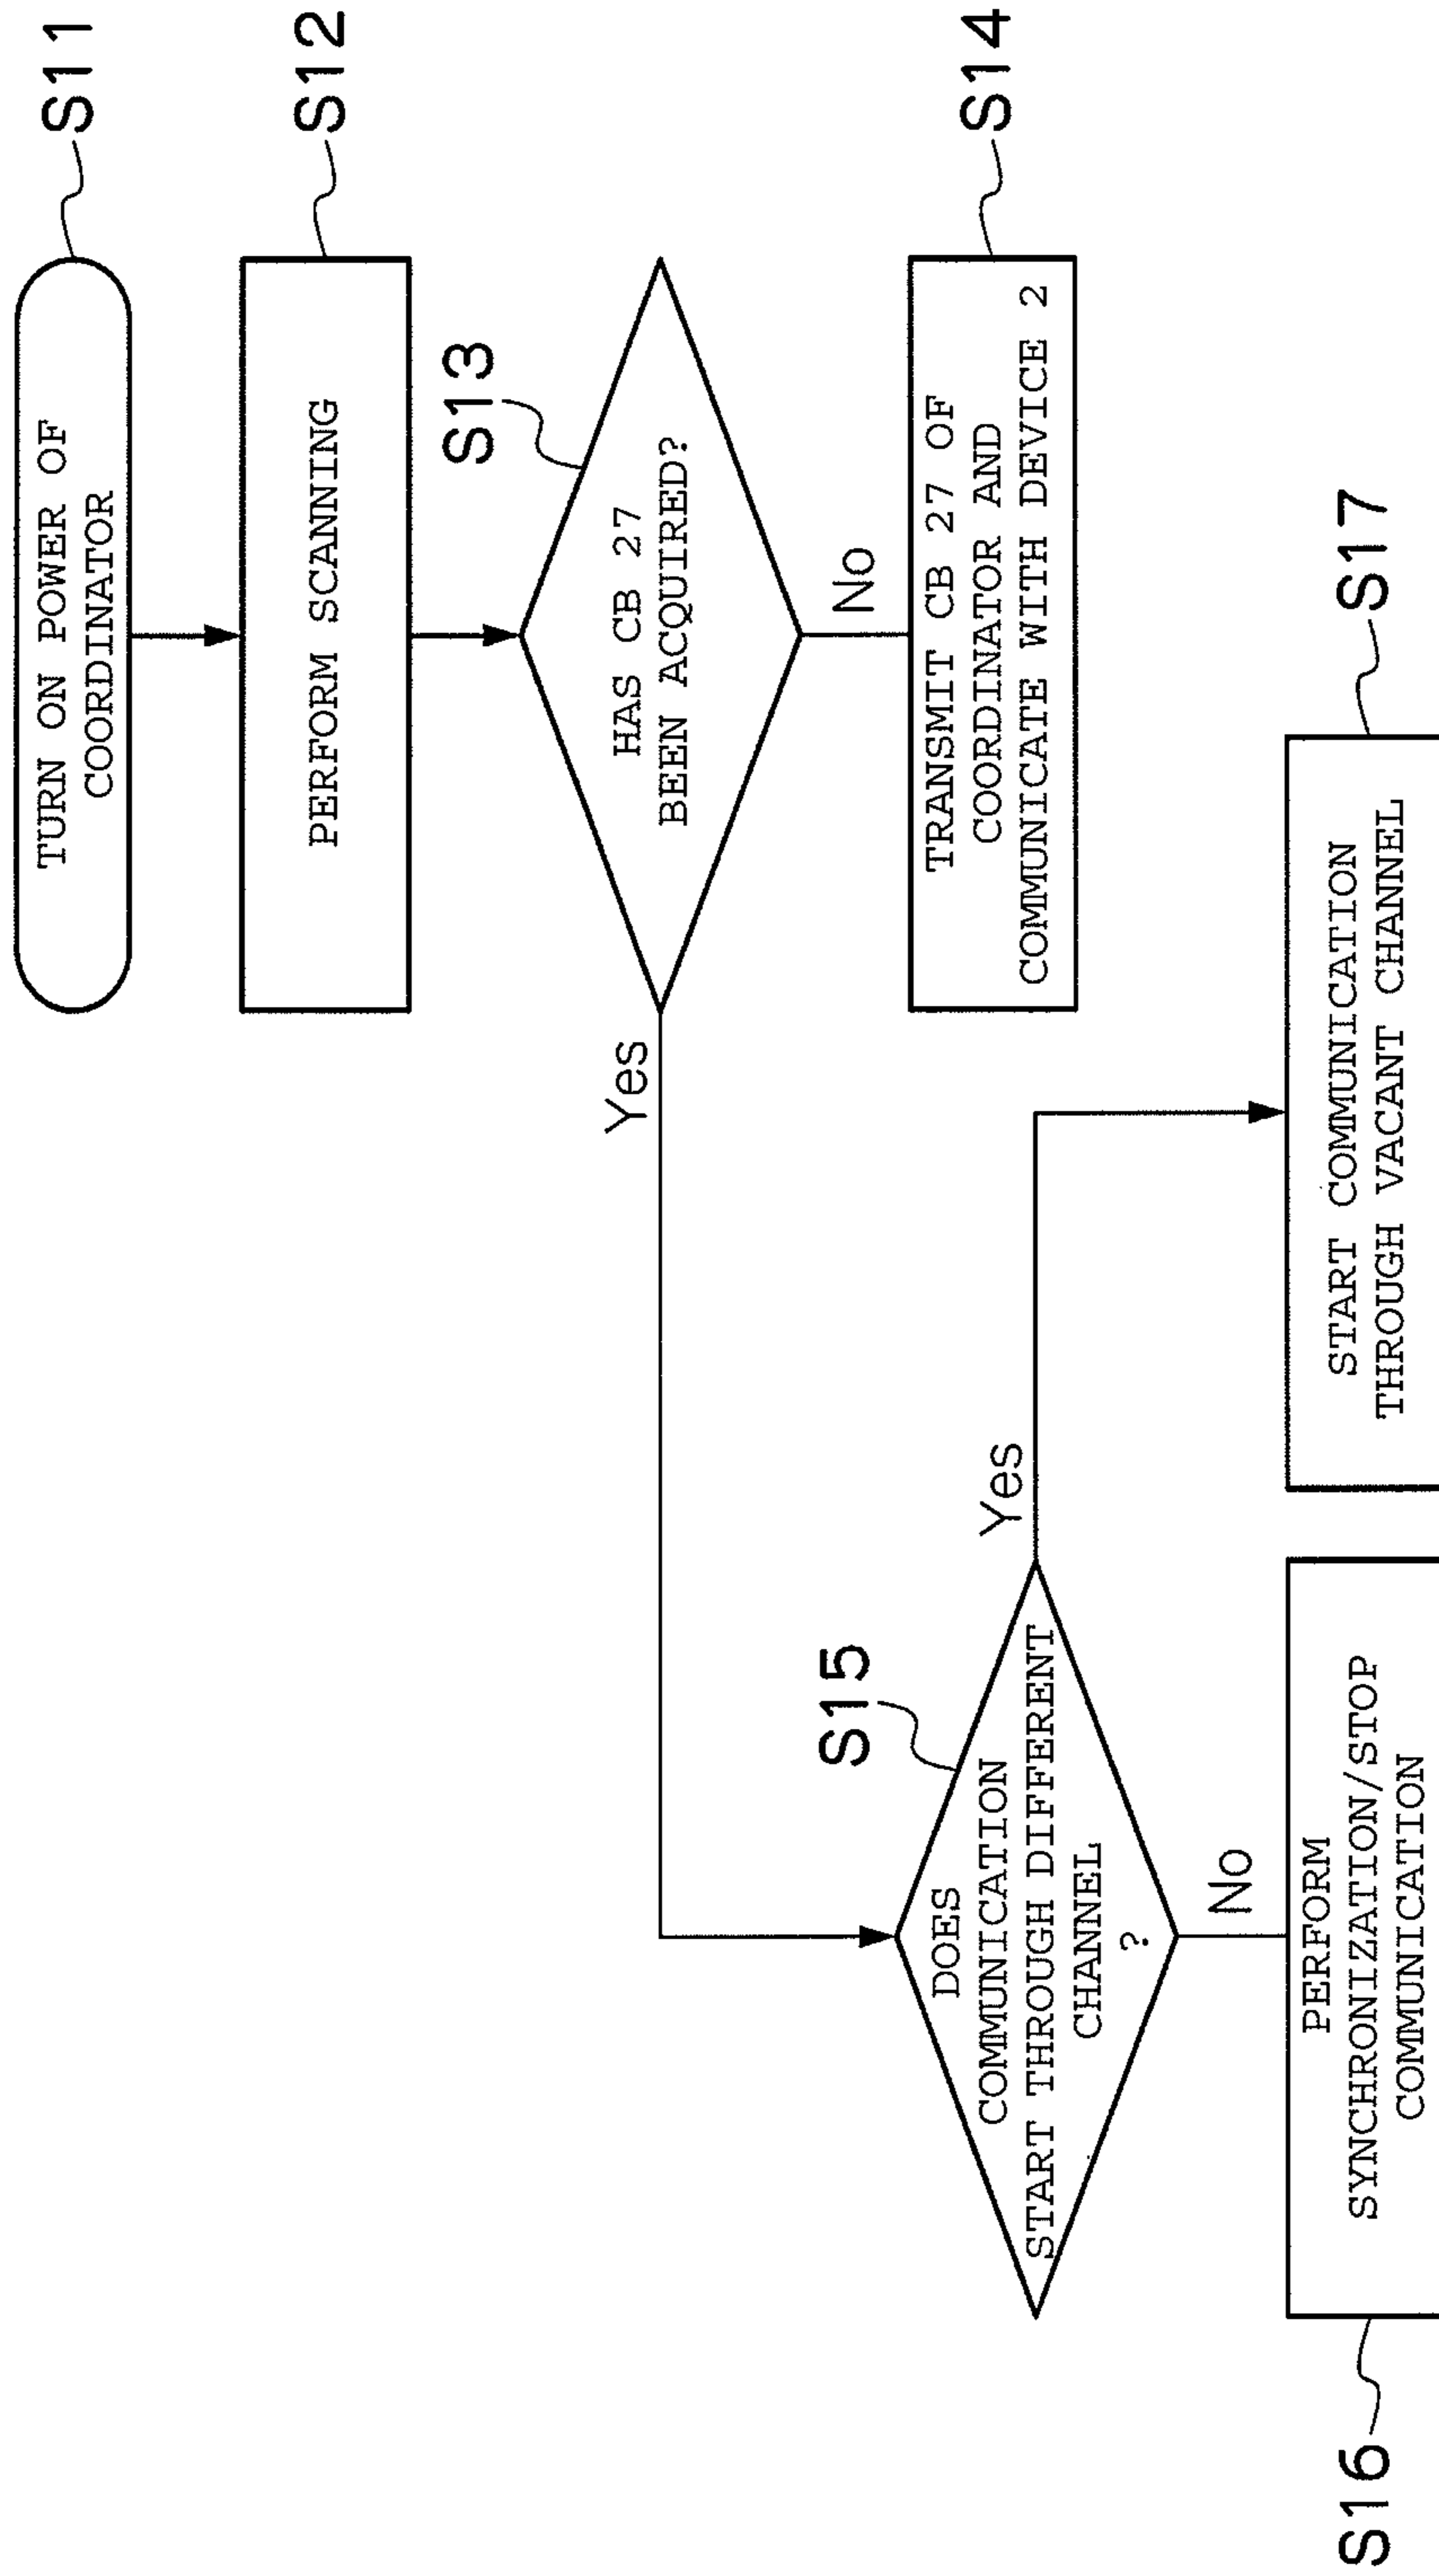 TURN ON POWER OF
COORDINATOR
S11
PERFORM SCANNING
S12
S13
HAS CB 27
BEEN ACQUIRED?
Yes
No
TRANSMIT CB 27 OF
COORDINATOR AND
COMMUNICATE WITH DEVICE 2
S14
S15
DOES
COMMUNICATION
START THROUGH DIFFERENT
CHANNEL
?
Yes
No
PERFORM
SYNCHRONIZATION/STOP
COMMUNICATION
S16
START COMMUNICATION
THROUGH VACANT CHANNEL
S17